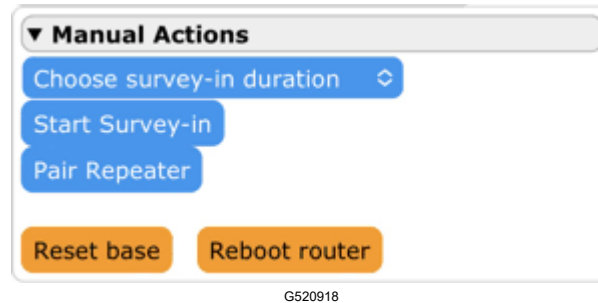 ▼ Manual Actions
Choose survey-in duration
Start Survey-in
Pair Repeater
Reset base Reboot router
G520918